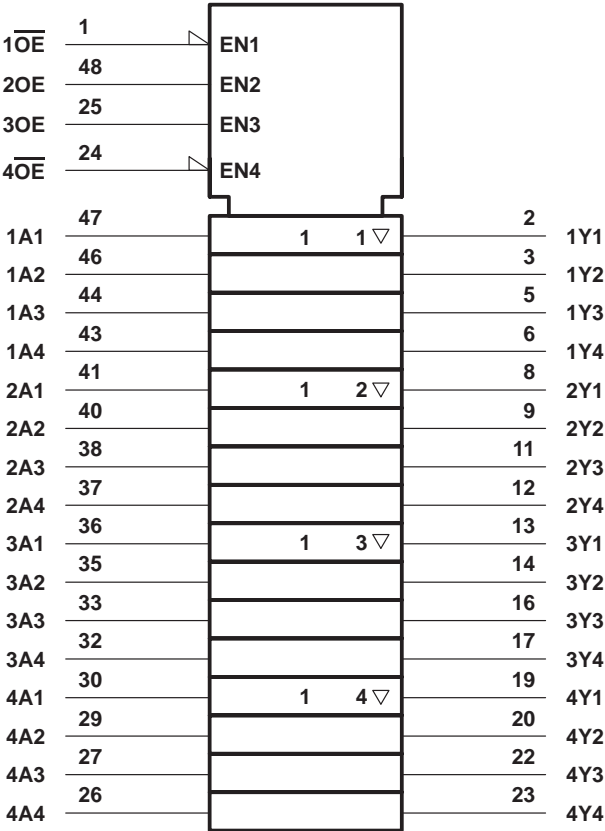 1O̅E̅ 1 EN1
2OE 48 EN2
3OE 25 EN3
4O̅E̅ 24 EN4
1A1 47 1 1 ▽ 2 1Y1
1A2 46 3 1Y2
1A3 44 5 1Y3
1A4 43 6 1Y4
2A1 41 1 2 ▽ 8 2Y1
2A2 40 9 2Y2
2A3 38 11 2Y3
2A4 37 12 2Y4
3A1 36 1 3 ▽ 13 3Y1
3A2 35 14 3Y2
3A3 33 16 3Y3
3A4 32 17 3Y4
4A1 30 1 4 ▽ 19 4Y1
4A2 29 20 4Y2
4A3 27 22 4Y3
4A4 26 23 4Y4